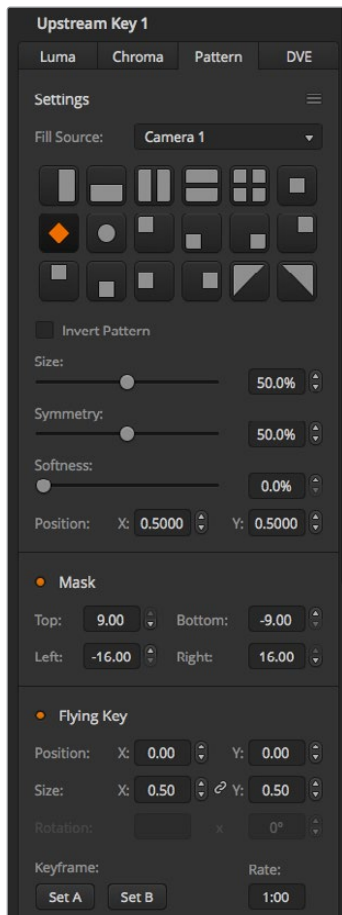 Upstream Key 1
Luma Chroma Pattern DVE
Settings
Fill Source: Camera 1
Invert Pattern
Size:
50.0%
Symmetry:
50.0%
Softness:
0.0%
Position: X: 0.5000 Y: 0.5000
Mask
Top: 9.00 Bottom: -9.00
Left: -16.00 Right: 16.00
Flying Key
Position: X: 0.00 Y: 0.00
Size: X: 0.50 Y: 0.50
Rotation: x 0°
Keyframe: Rate:
Set A Set B 1:00